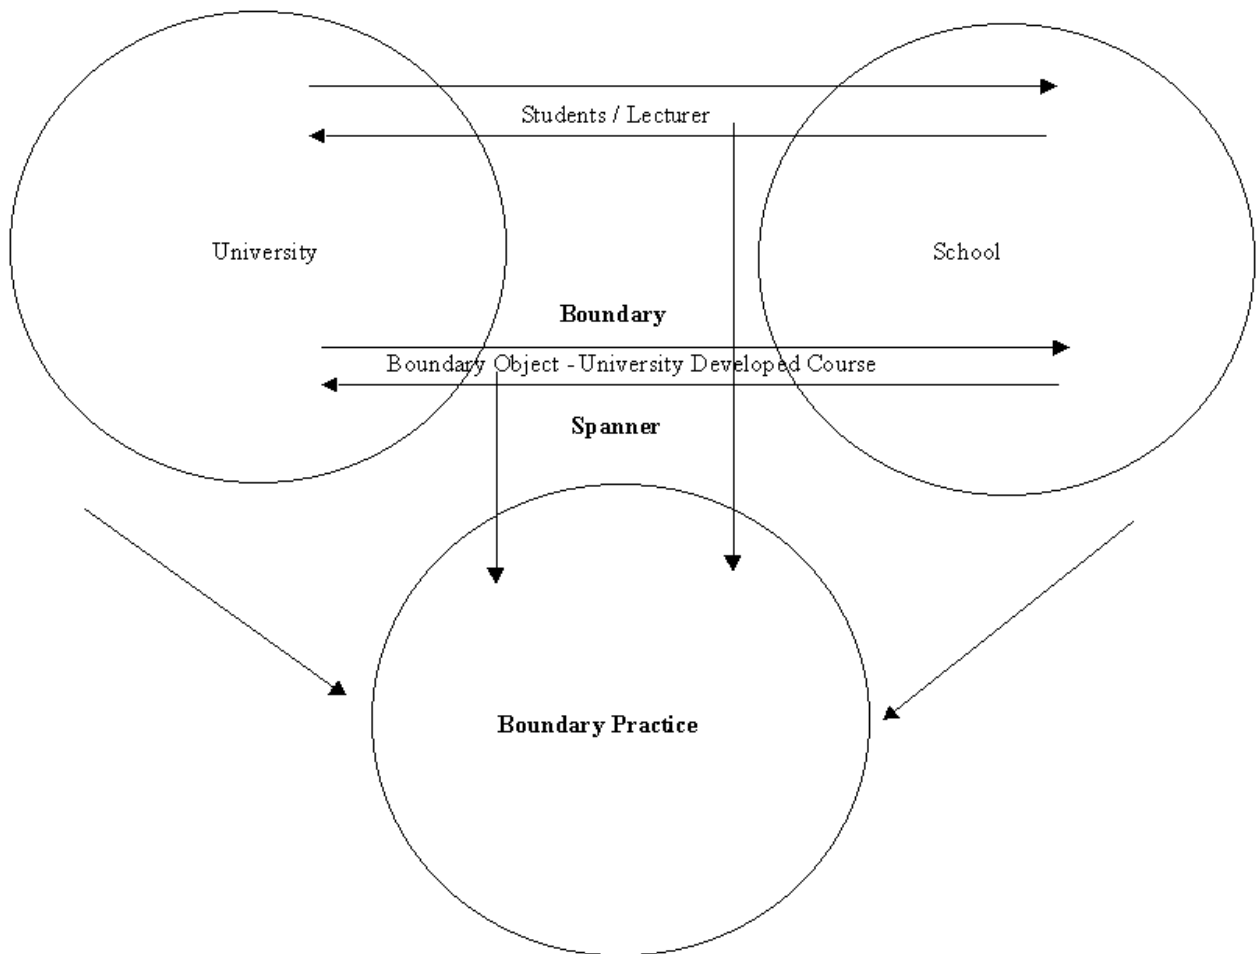 Students / Lecturer
University
School
Boundary
Boundary Object - University Developed Course
Spanner
Boundary Practice